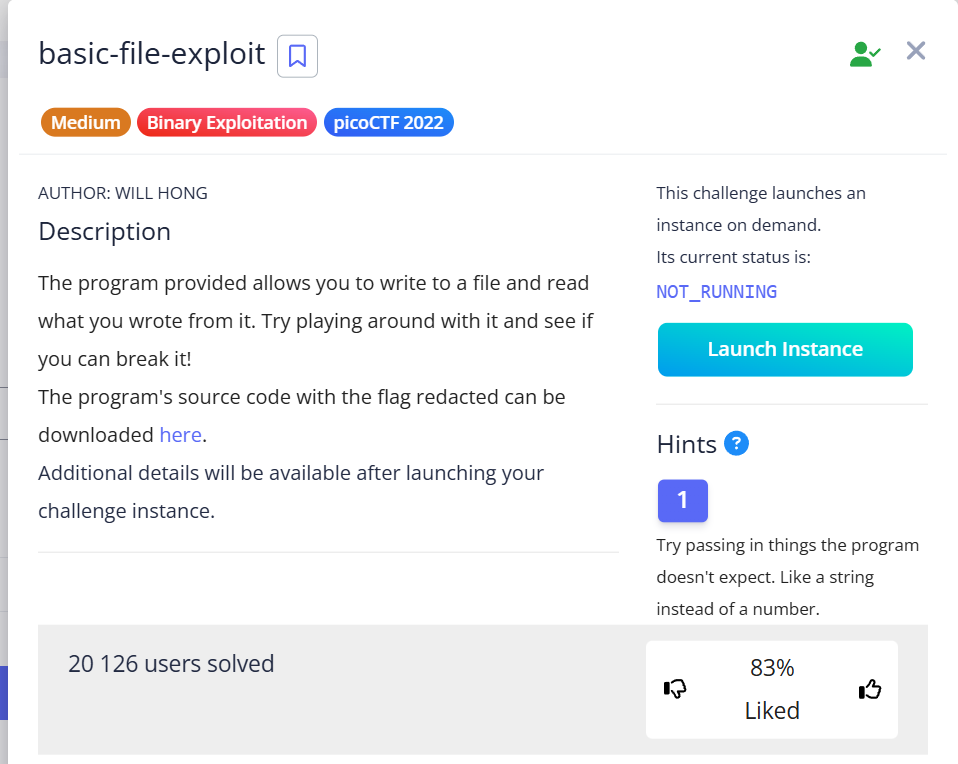 basic-file-exploit
Medium Binary Exploitation picoCTF 2022
AUTHOR: WILL HONG
Description
The program provided allows you to write to a file and read
what you wrote from it. Try playing around with it and see if
you can break it!
The program's source code with the flag redacted can be
downloaded here.
Additional details will be available after launching your
challenge instance.
This challenge launches an
instance on demand.
Its current status is:
NOT_RUNNING
Launch Instance
Hints ?
1
Try passing in things the program
doesn't expect. Like a string
instead of a number.
20 126 users solved
83%
Liked